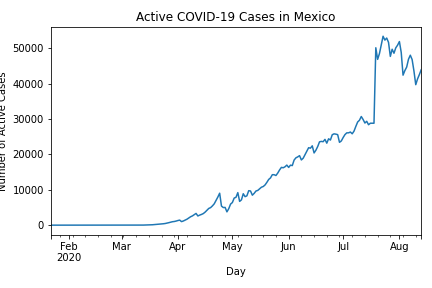 Active COVID-19 Cases in Mexico
Number of Active Cases
50000
40000
30000
20000
10000
0
Feb
2020
Mar
Apr
May
Jun
Jul
Aug
Day